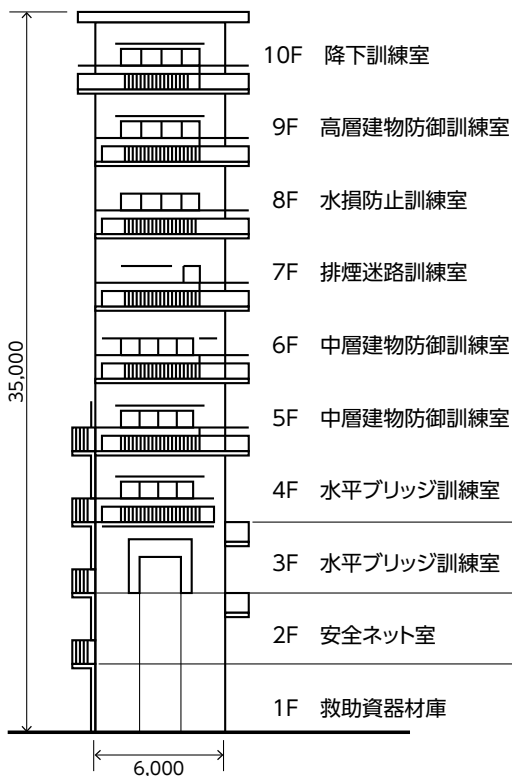 10F 降下訓練室
9F 高層建物防御訓練室
8F 水損防止訓練室
7F 排煙迷路訓練室
6F 中層建物防御訓練室
5F 中層建物防御訓練室
4F 水平ブリッジ訓練室
3F 水平ブリッジ訓練室
2F 安全ネット室
1F 救助資器材庫
35,000
6,000